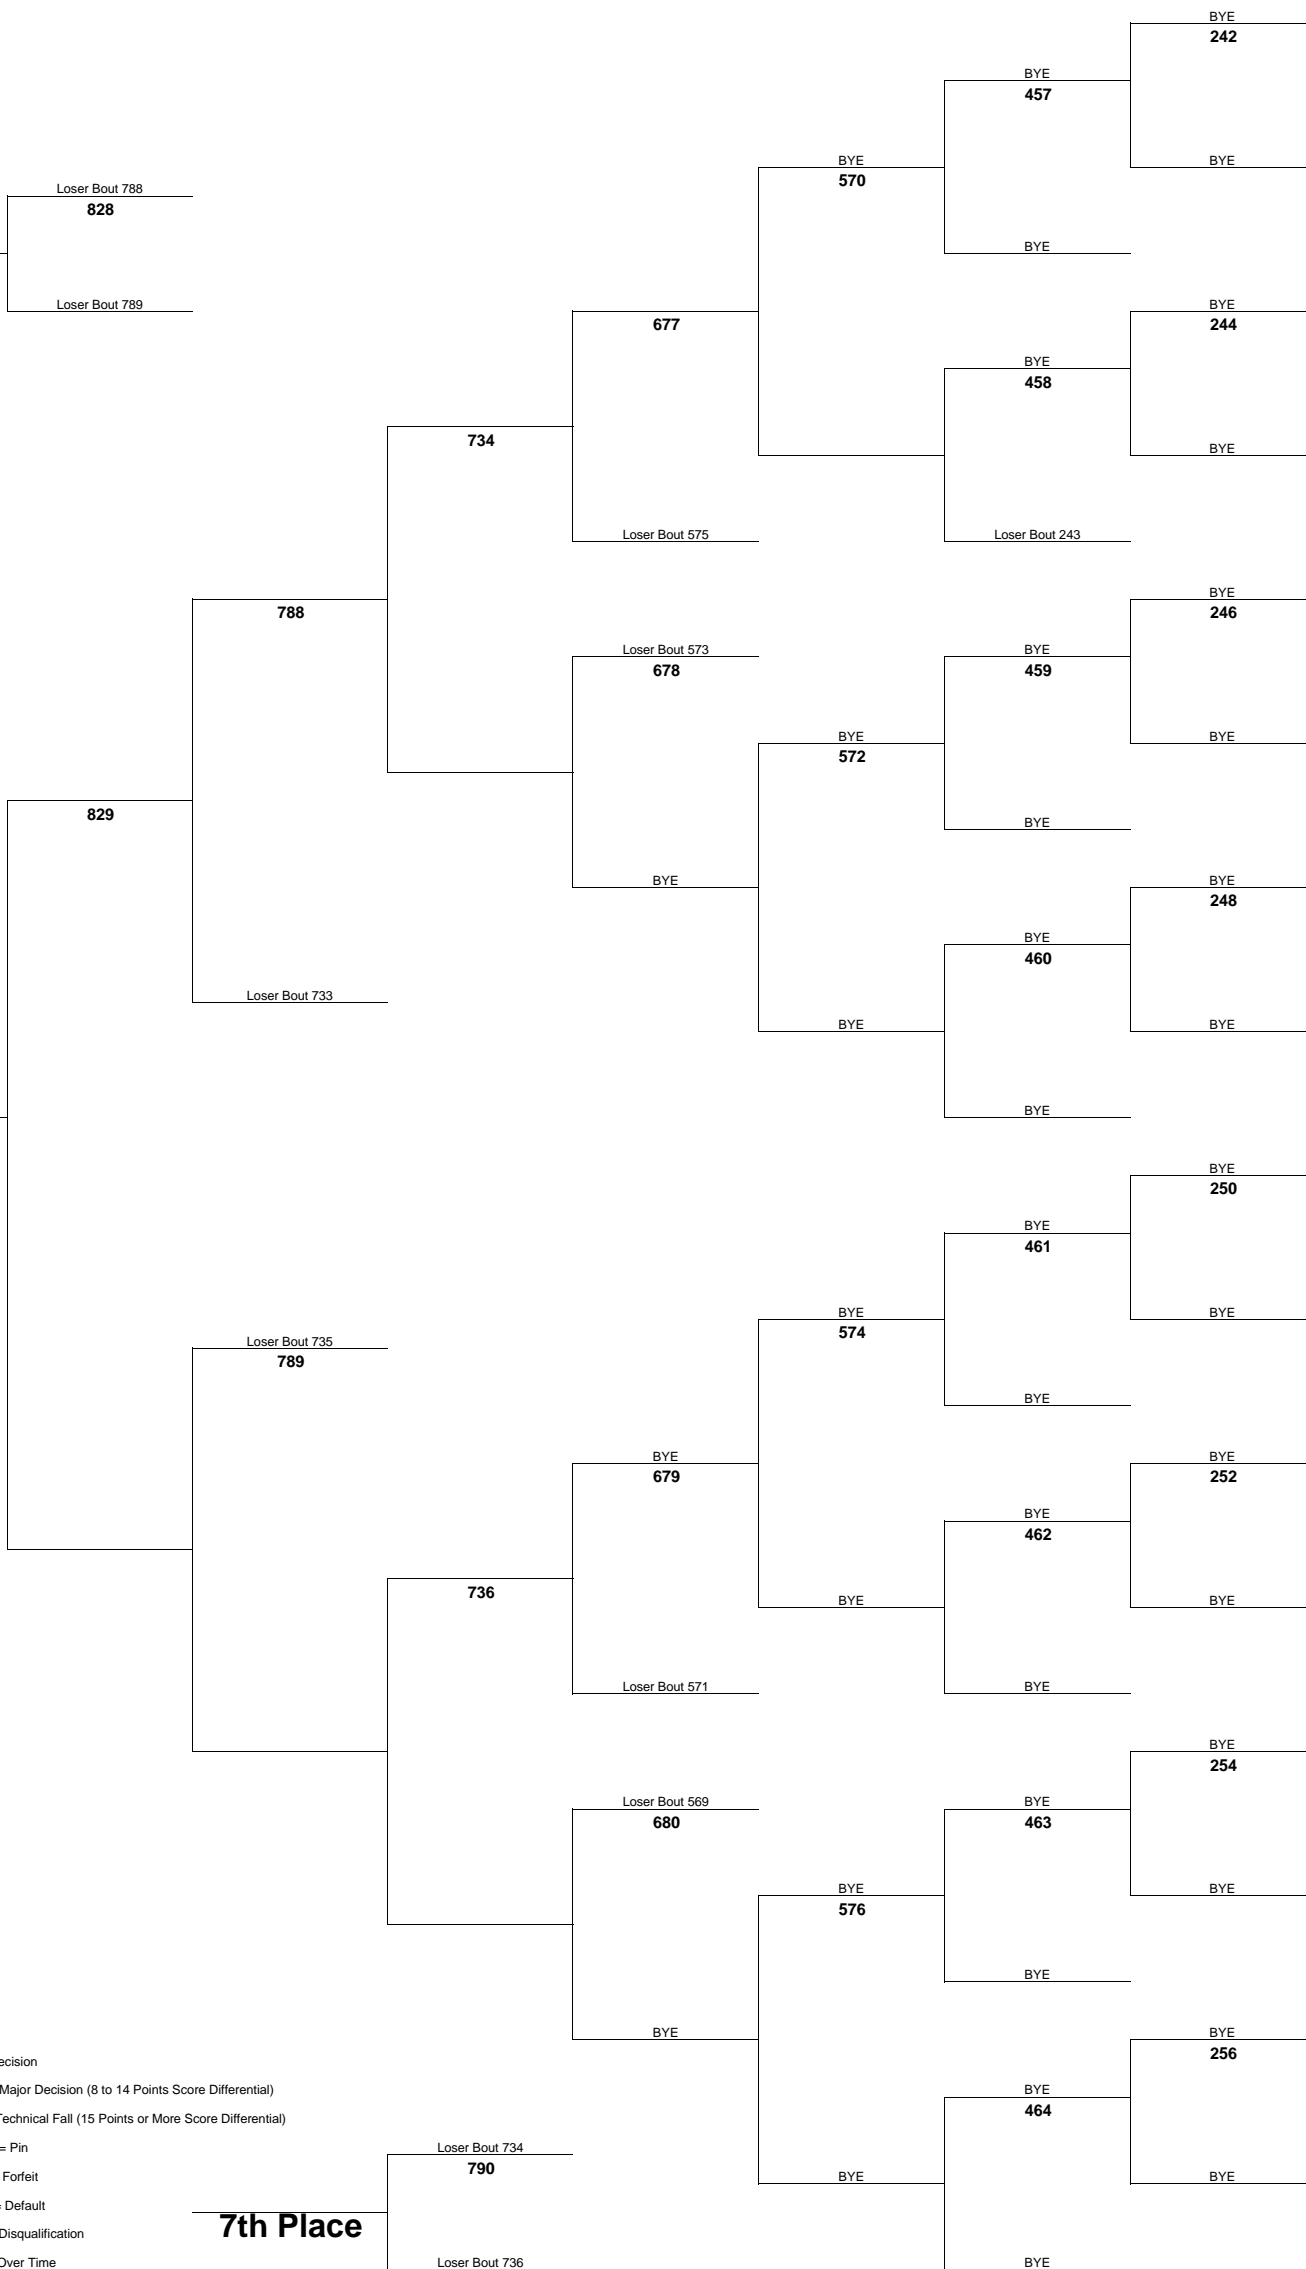 BYE
242
BYE
457
BYE
BYE
570
Loser Bout 788
828
BYE
Loser Bout 789
BYE
677
244
BYE
458
734
BYE
Loser Bout 575
Loser Bout 243
BYE
788
246
Loser Bout 573
BYE
678
459
BYE
BYE
572
829
BYE
BYE
BYE
248
BYE
460
Loser Bout 733
BYE
BYE
BYE
BYE
250
BYE
461
BYE
BYE
574
Loser Bout 735
789
BYE
BYE
BYE
679
252
BYE
462
736
BYE
BYE
Loser Bout 571
BYE
BYE
254
Loser Bout 569
BYE
680
463
BYE
BYE
576
BYE
BYE
BYE
256
ecision
Major Decision (8 to 14 Points Score Differential)
BYE
464
Technical Fall (15 Points or More Score Differential)
= Pin
Loser Bout 734
790
Forfeit
BYE
BYE
= Default
7th Place
Disqualification
Over Time
Loser Bout 736
BYE